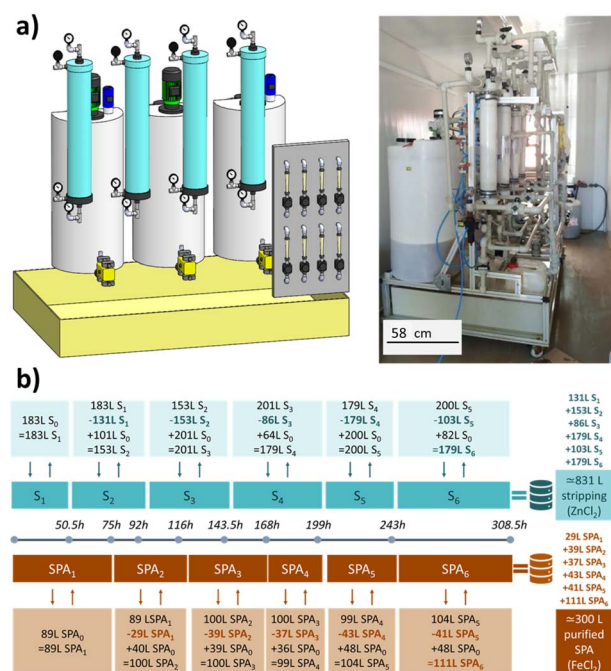 a)
58 cm
b)
183L S₀
=183L S₁
183L S₁
-131L S₁
+101L S₀
=153L S₂
153L S₂
-153L S₂
+201L S₀
=201L S₃
201L S₃
-86L S₃
+64L S₀
=179L S₄
179L S₄
-179L S₄
+200L S₀
=200L S₅
200L S₅
-103L S₅
+82L S₀
=179L S₆
131L S₁
+153L S₂
+86L S₃
+179L S₄
+103L S₅
+179L S₆
S₁
S₂
S₃
S₄
S₅
S₆
≃831 L
stripping
(ZnCl₂)
50.5h
75h
92h
116h
143.5h
168h
199h
243h
308.5h
SPA₁
SPA₂
SPA₃
SPA₄
SPA₅
SPA₆
29L SPA₁
+39L SPA₂
+37L SPA₃
+43L SPA₄
+41L SPA₅
+111L SPA₆
89L SPA₀
=89L SPA₁
89 LSPA₁
-29L SPA₁
+40L SPA₀
=100L SPA₂
100L SPA₂
-39L SPA₂
+39L SPA₀
=100L SPA₃
100L SPA₃
-37L SPA₃
+36L SPA₀
=99L SPA₄
99L SPA₄
-43L SPA₄
+48L SPA₀
=104L SPA₅
104L SPA₅
-41L SPA₅
+48L SPA₀
=111L SPA₆
≃300 L
purified
SPA
(FeCl₂)